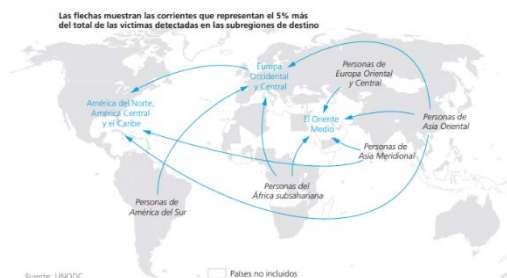 Las flechas muestran las corrientes que representan el 5% más
del total de las víctimas detectadas en las subregiones de destino
Europa
Occidental
y Central
Personas de
Europa Oriental
y Central
América del Norte,
América Central
y el Caribe
El Oriente
Medio
Personas de
Asia Oriental
Personas de
Asia Meridional
Personas del
África subsahariana
Personas de
América del Sur
Fuente: UNODC
Países no incluidos